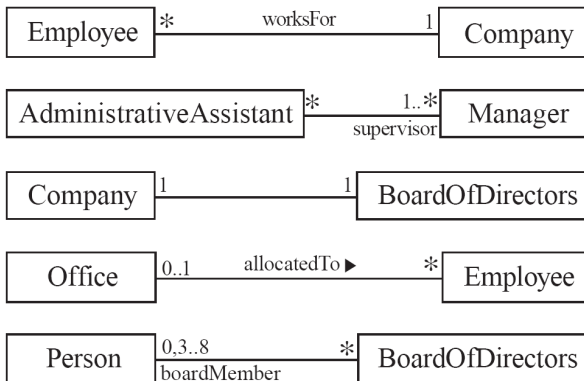 Employee * worksFor 1 Company
AdministrativeAssistant * 1..* supervisor Manager
Company 1 1 BoardOfDirectors
Office 0..1 allocatedTo ▶ * Employee
Person 0,3..8 boardMember * BoardOfDirectors